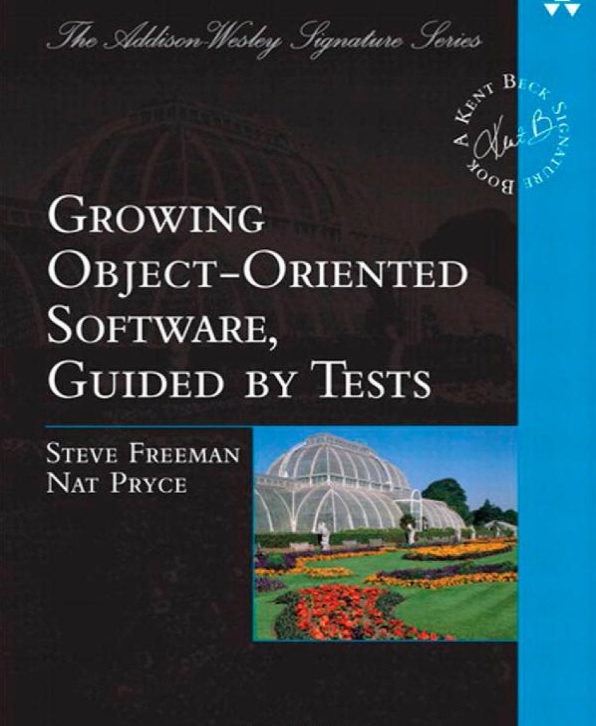 The Addison-Wesley Signature Series
A KENT BECK SIGNATURE BOOK
Kent B
GROWING
OBJECT-ORIENTED
SOFTWARE,
GUIDED BY TESTS
STEVE FREEMAN
NAT PRYCE